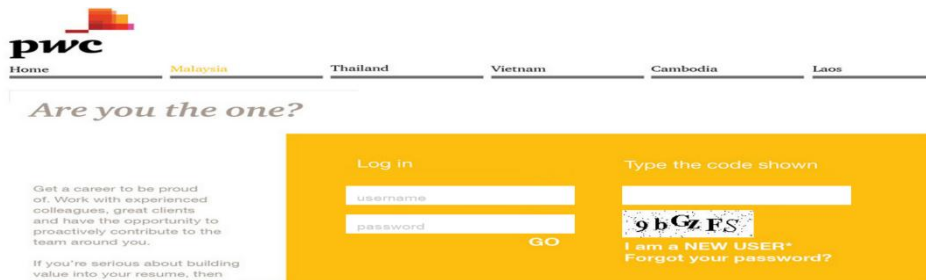 pwc
Home Malaysia Thailand Vietnam Cambodia Laos
Are you the one?
Get a career to be proud
of. Work with experienced
colleagues, great clients
and have the opportunity to
proactively contribute to the
team around you.
If you're serious about building
value into your resume, then
Log in
username
password
GO
Type the code shown
9bGzFS
I am a NEW USER*
Forgot your password?